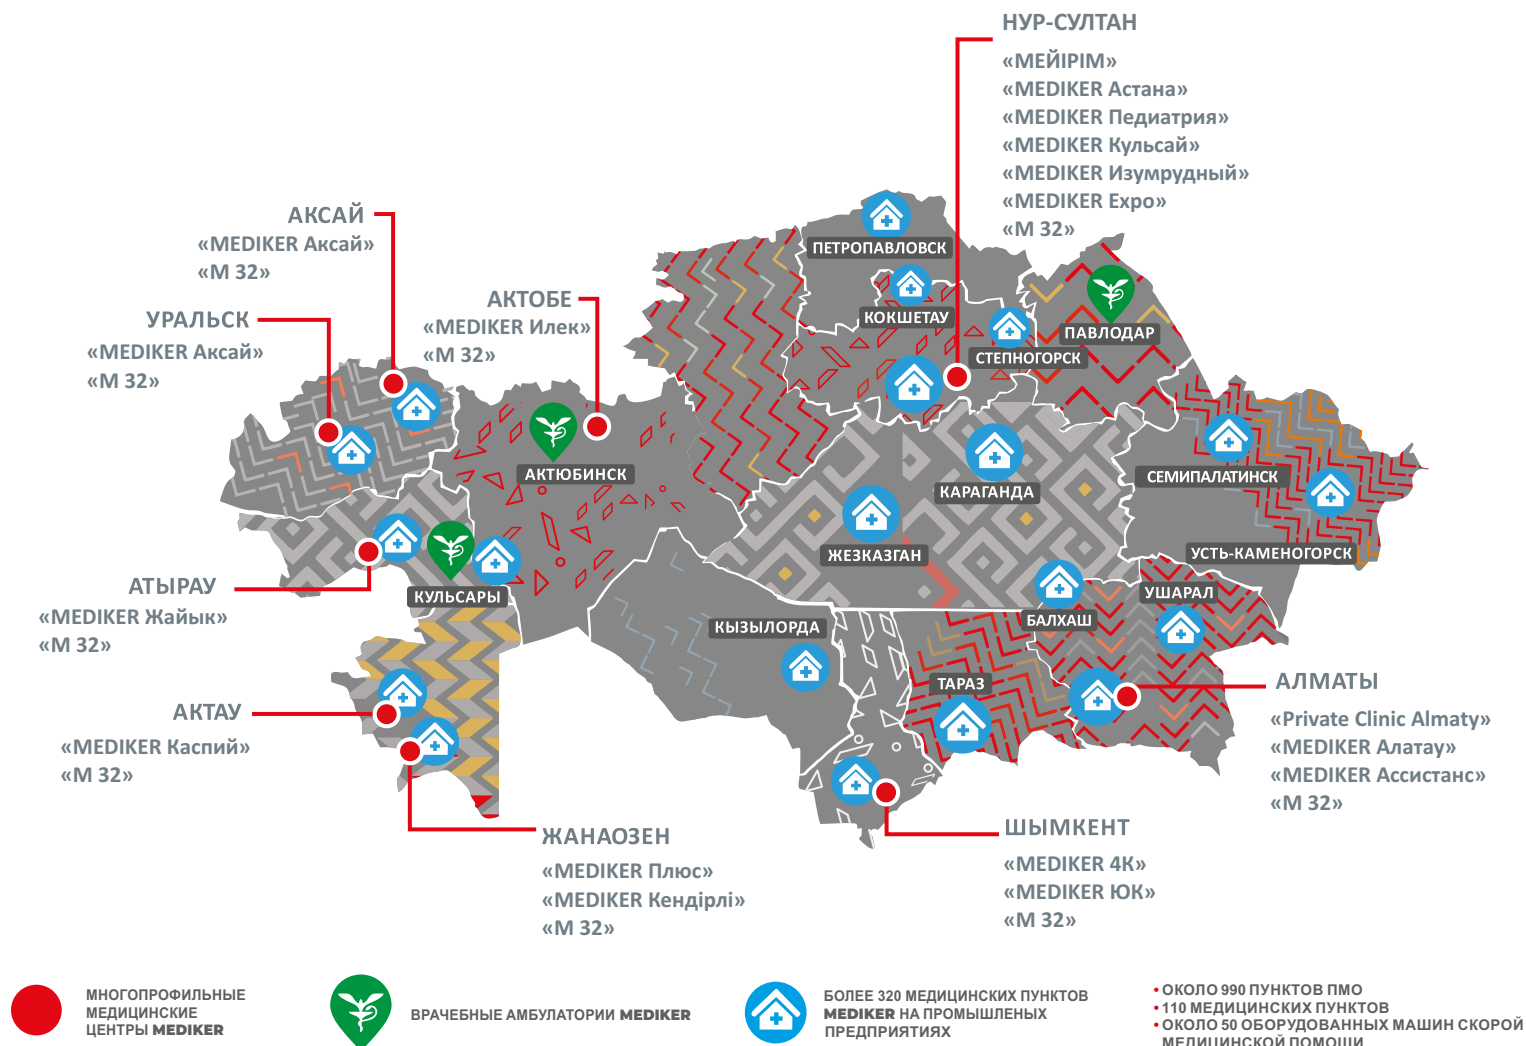 НУР-СУЛТАН
«МЕЙІРІМ»
«MEDIKER Астана»
«MEDIKER Педиатрия»
«MEDIKER Кульсай»
«MEDIKER Изумрудный»
«MEDIKER Expo»
«М 32»
АКСАЙ
«MEDIKER Аксай»
«М 32»
УРАЛЬСК
«MEDIKER Аксай»
«М 32»
АКТОБЕ
«MEDIKER Илек»
«М 32»
ПЕТРОПАВЛОВСК
КОКШЕТАУ
СТЕПНОГОРСК
ПАВЛОДАР
АКТЮБИНСК
КАРАГАНДА
СЕМИПАЛАТИНСК
ЖЕЗКАЗГАН
УСТЬ-КАМЕНОГОРСК
АТЫРАУ
«MEDIKER Жайык»
«М 32»
КУЛЬСАРЫ
КЫЗЫЛОРДА
БАЛХАШ
УШАРАЛ
ТАРАЗ
АКТАУ
«MEDIKER Каспий»
«М 32»
АЛМАТЫ
«Private Clinic Almaty»
«MEDIKER Алатау»
«MEDIKER Ассистанс»
«М 32»
ЖАНАОЗЕН
«MEDIKER Плюс»
«MEDIKER Кендірлі»
«М 32»
ШЫМКЕНТ
«MEDIKER 4К»
«MEDIKER ЮК»
«М 32»
МНОГОПРОФИЛЬНЫЕ
МЕДИЦИНСКИЕ
ЦЕНТРЫ MEDIKER
ВРАЧЕБНЫЕ АМБУЛАТОРИИ MEDIKER
БОЛЕЕ 320 МЕДИЦИНСКИХ ПУНКТОВ
MEDIKER НА ПРОМЫШЛЕНЫХ
ПРЕДПРИЯТИЯХ
• ОКОЛО 990 ПУНКТОВ ПМО
• 110 МЕДИЦИНСКИХ ПУНКТОВ
• ОКОЛО 50 ОБОРУДОВАННЫХ МАШИН СКОРОЙ
МЕДИЦИНСКОЙ ПОМОЩИ